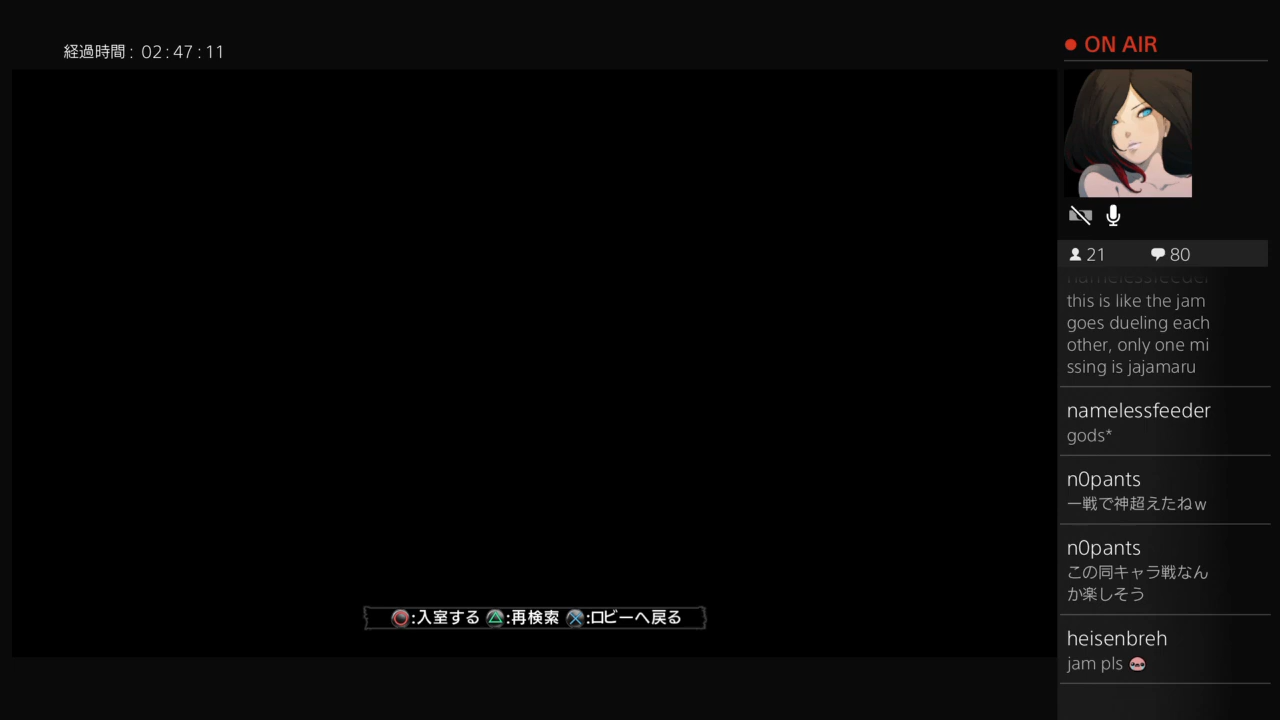 経過時間 : 02 : 47 : 11
ON AIR
21
80
namelessfeeder
this is like the jam
goes dueling each
other, only one mi
ssing is jajamaru
namelessfeeder
gods*
n0pants
一戦で神超えたねw
n0pants
この同キャラ戦なん
か楽しそう
heisenbreh
jam pls
:入室する :再検索 :ロビーへ戻る